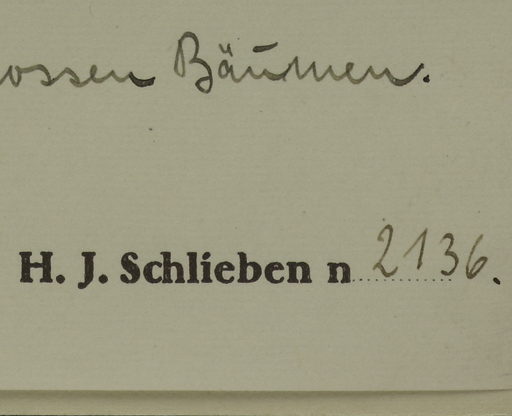 ossen Bäumen.
H. J. Schlieben n 2136.